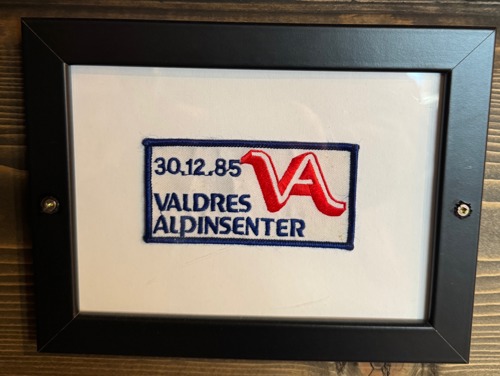 30.12.85 VA
VALDRES
ALPINSENTER